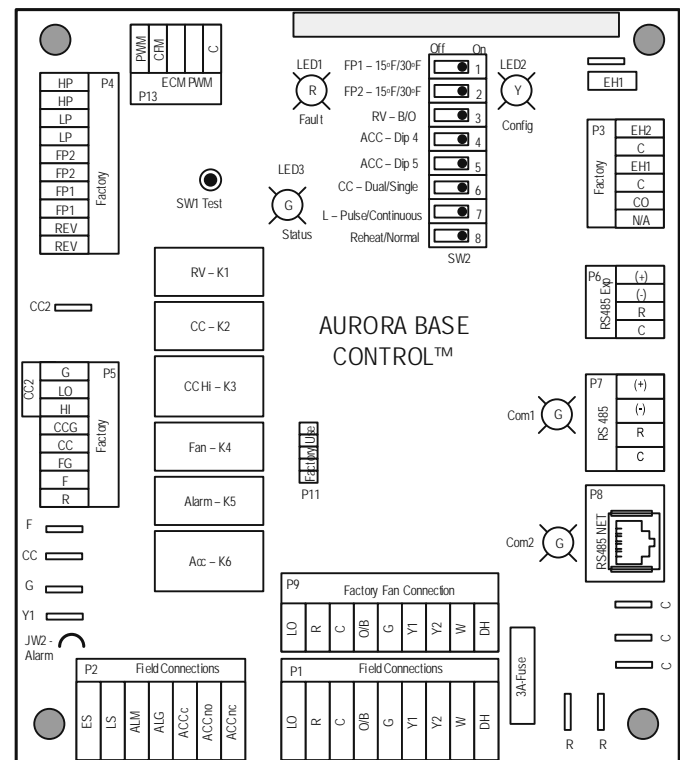 PWM
CFM
C
ECM PWM
P13
P4
Factory
HP
HP
LP
LP
FP2
FP2
FP1
FP1
REV
REV
SW1 Test
LED1
R
Fault
LED3
G
Status
Off On
FP1 – 15ºF/30ºF 1
FP2 – 15ºF/30ºF 2
RV – B/O 3
ACC – Dip 4 4
ACC – Dip 5 5
CC – Dual/Single 6
L – Pulse/Continuous 7
Reheat/Normal 8
SW2
LED2
Y
Config
EH1
P3
Factory
EH2
C
EH1
C
CO
N/A
RV – K1
CC – K2
CC Hi – K3
Fan – K4
Alarm – K5
Acc – K6
AURORA BASE
CONTROL™
P6
RS485 Exp
(+)
(-)
R
C
CC2
CC2
P5
Factory
G
LO
HI
CCG
CC
FG
F
R
Factory Use
P11
Com1
G
P7
RS 485
(+)
(-)
R
C
Com2
G
P8
RS485 NET
F
CC
G
Y1
JW2 -
Alarm
P9
Factory Fan Connection
LO
R
C
O/B
G
Y1
Y2
W
DH
C
C
C
P2
Field Connections
ES
LS
ALM
ALG
ACCc
ACCno
ACCnc
P1
Field Connections
LO
R
C
O/B
G
Y1
Y2
W
DH
3A-Fuse
R
R